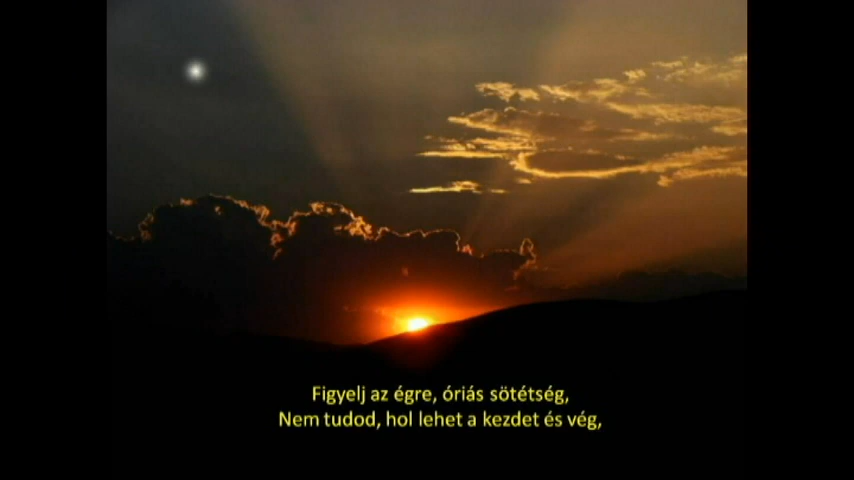 Figyelj az égre, óriás sötétség,
Nem tudod, hol lehet a kezdet és vég,